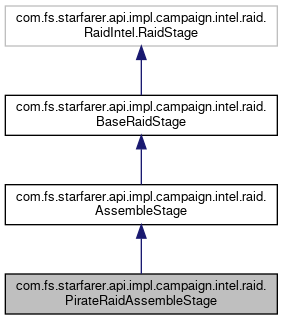 com.fs.starfarer.api.impl.campaign.intel.raid.
RaidIntel.RaidStage
com.fs.starfarer.api.impl.campaign.intel.raid.
BaseRaidStage
com.fs.starfarer.api.impl.campaign.intel.raid.
AssembleStage
com.fs.starfarer.api.impl.campaign.intel.raid.
PirateRaidAssembleStage